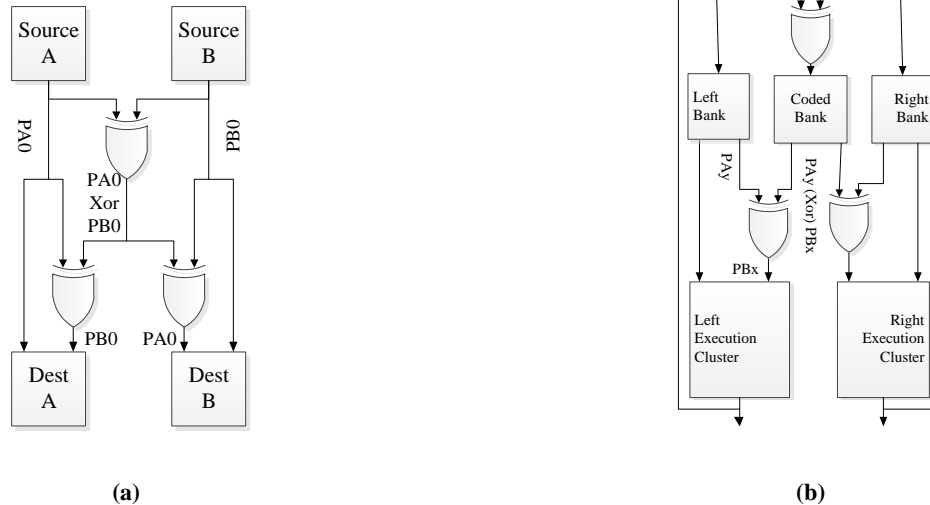 Source
A
Source
B
PA0
PB0
PA0
Xor
PB0
PB0
PA0
Dest
A
Dest
B
(a)
Left
Bank
Coded
Bank
Right
Bank
PAy
PAy (Xor) PBx
PBx
Left
Execution
Cluster
Right
Execution
Cluster
(b)